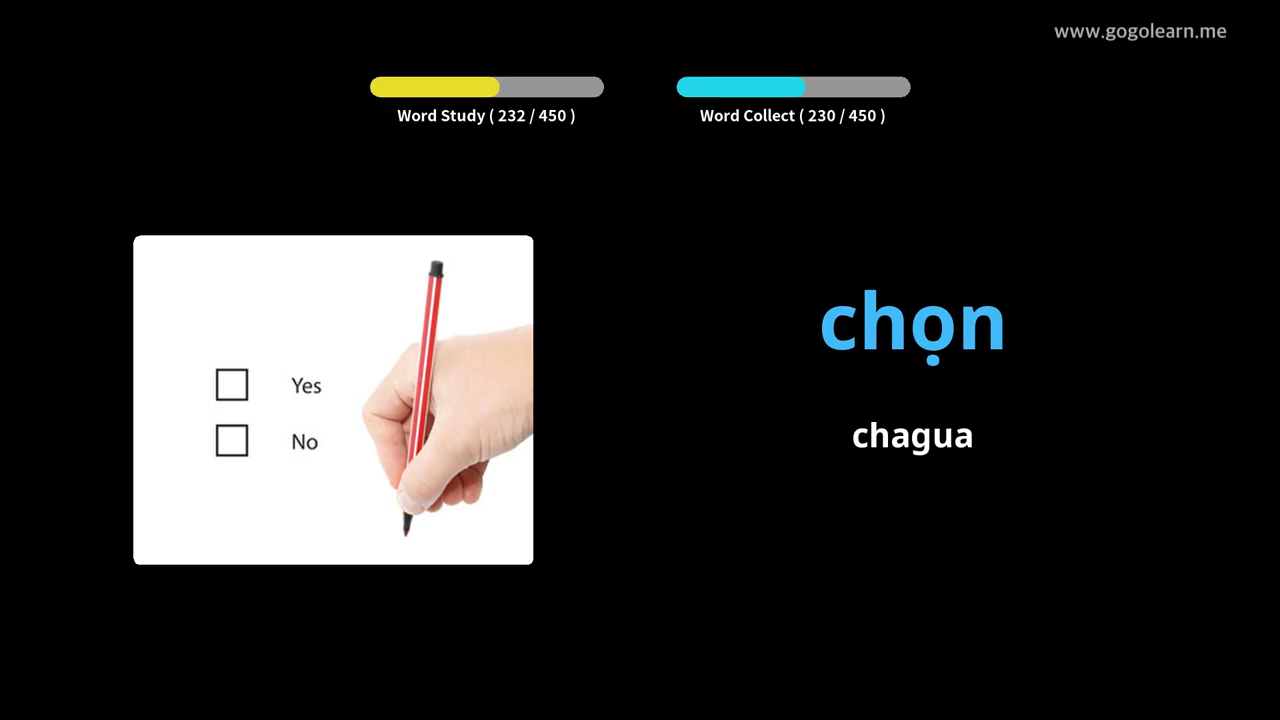 www.gogolearn.me
Word Study ( 232 / 450 )
Word Collect ( 230 / 450 )
Yes
No
chọn
chagua